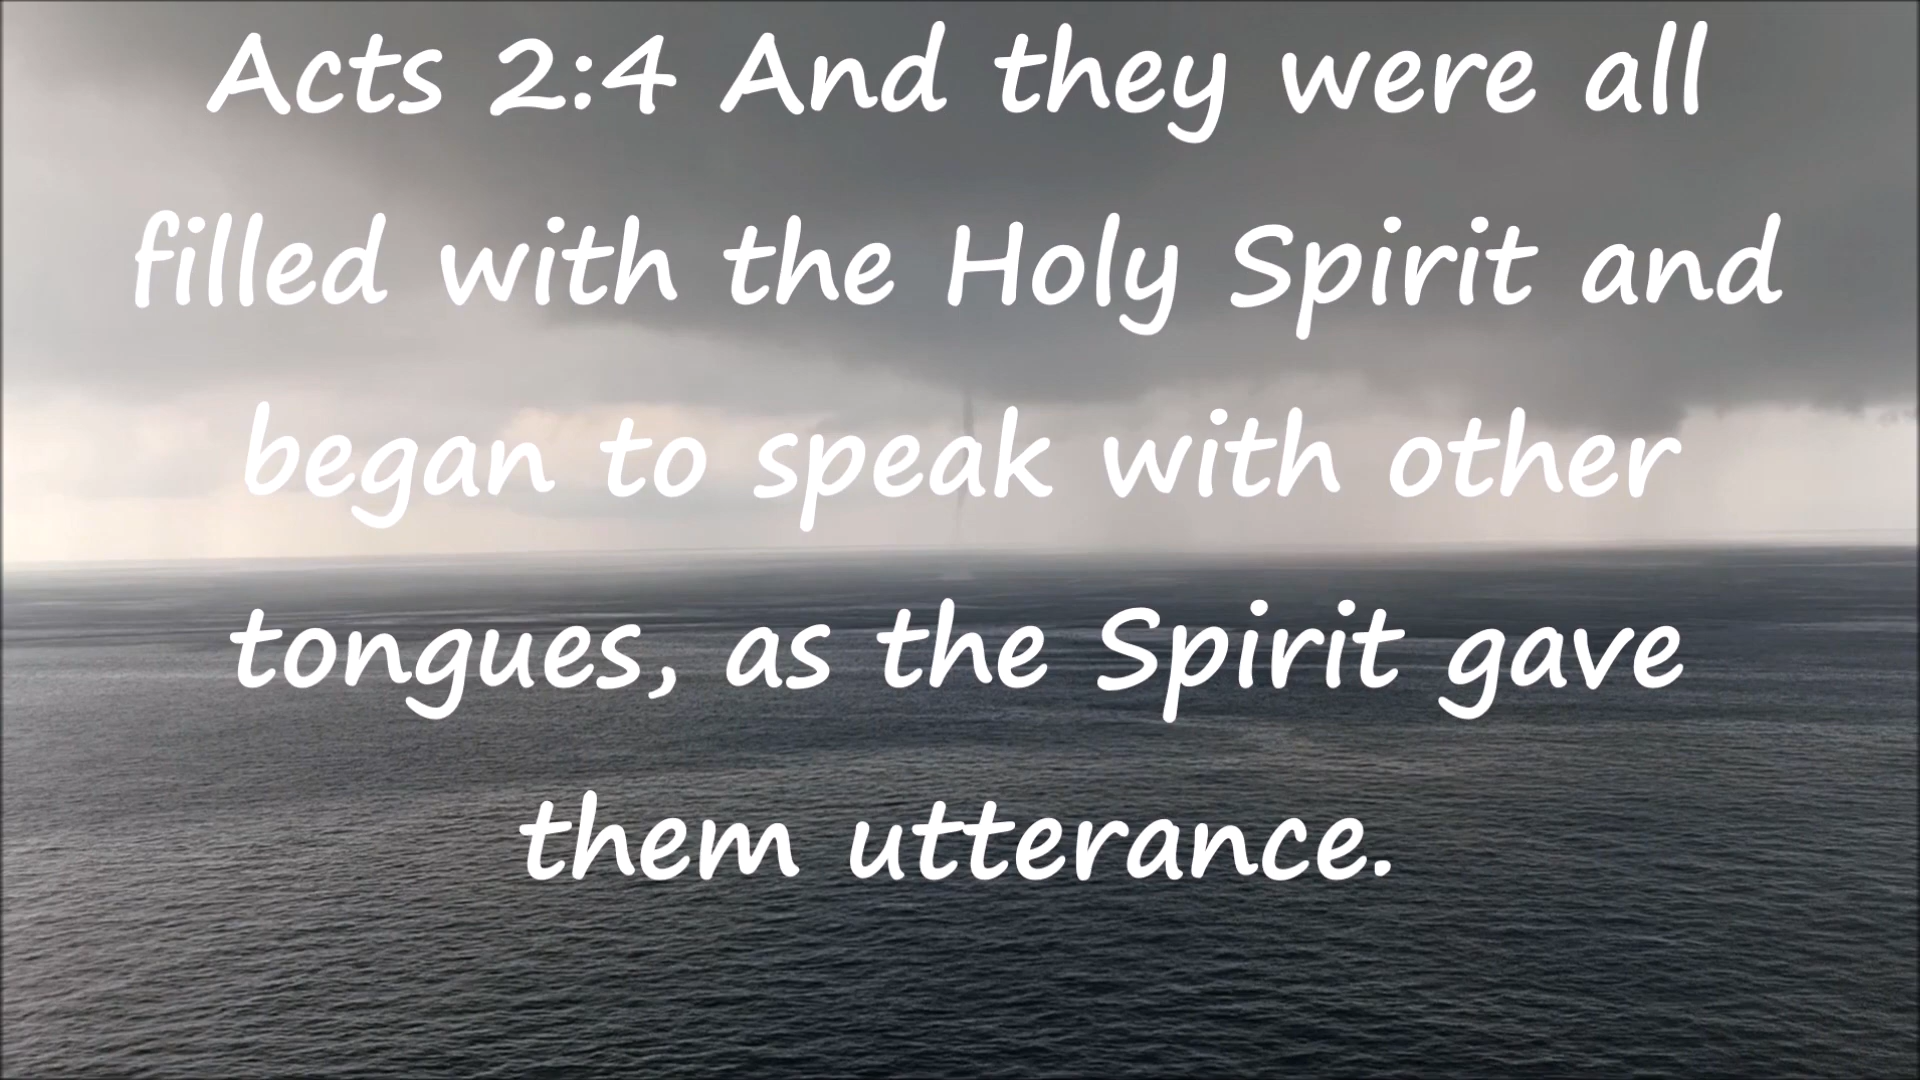 Acts 2:4 And they were all
filled with the Holy Spirit and
began to speak with other
tongues, as the Spirit gave
them utterance.